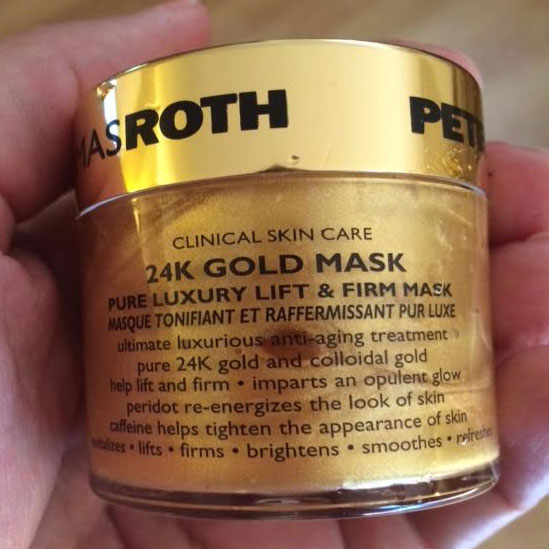 MASROTH PET
CLINICAL SKIN CARE
24K GOLD MASK
PURE LUXURY LIFT & FIRM MASK
MASQUE TONIFIANT ET RAFFERMISSANT PUR LUXE
ultimate luxurious anti-aging treatment
pure 24K gold and colloidal gold
help lift and firm • imparts an opulent glow
peridot re-energizes the look of skin
caffeine helps tighten the appearance of skin
vitalizes • lifts • firms • brightens • smoothes • refreshes